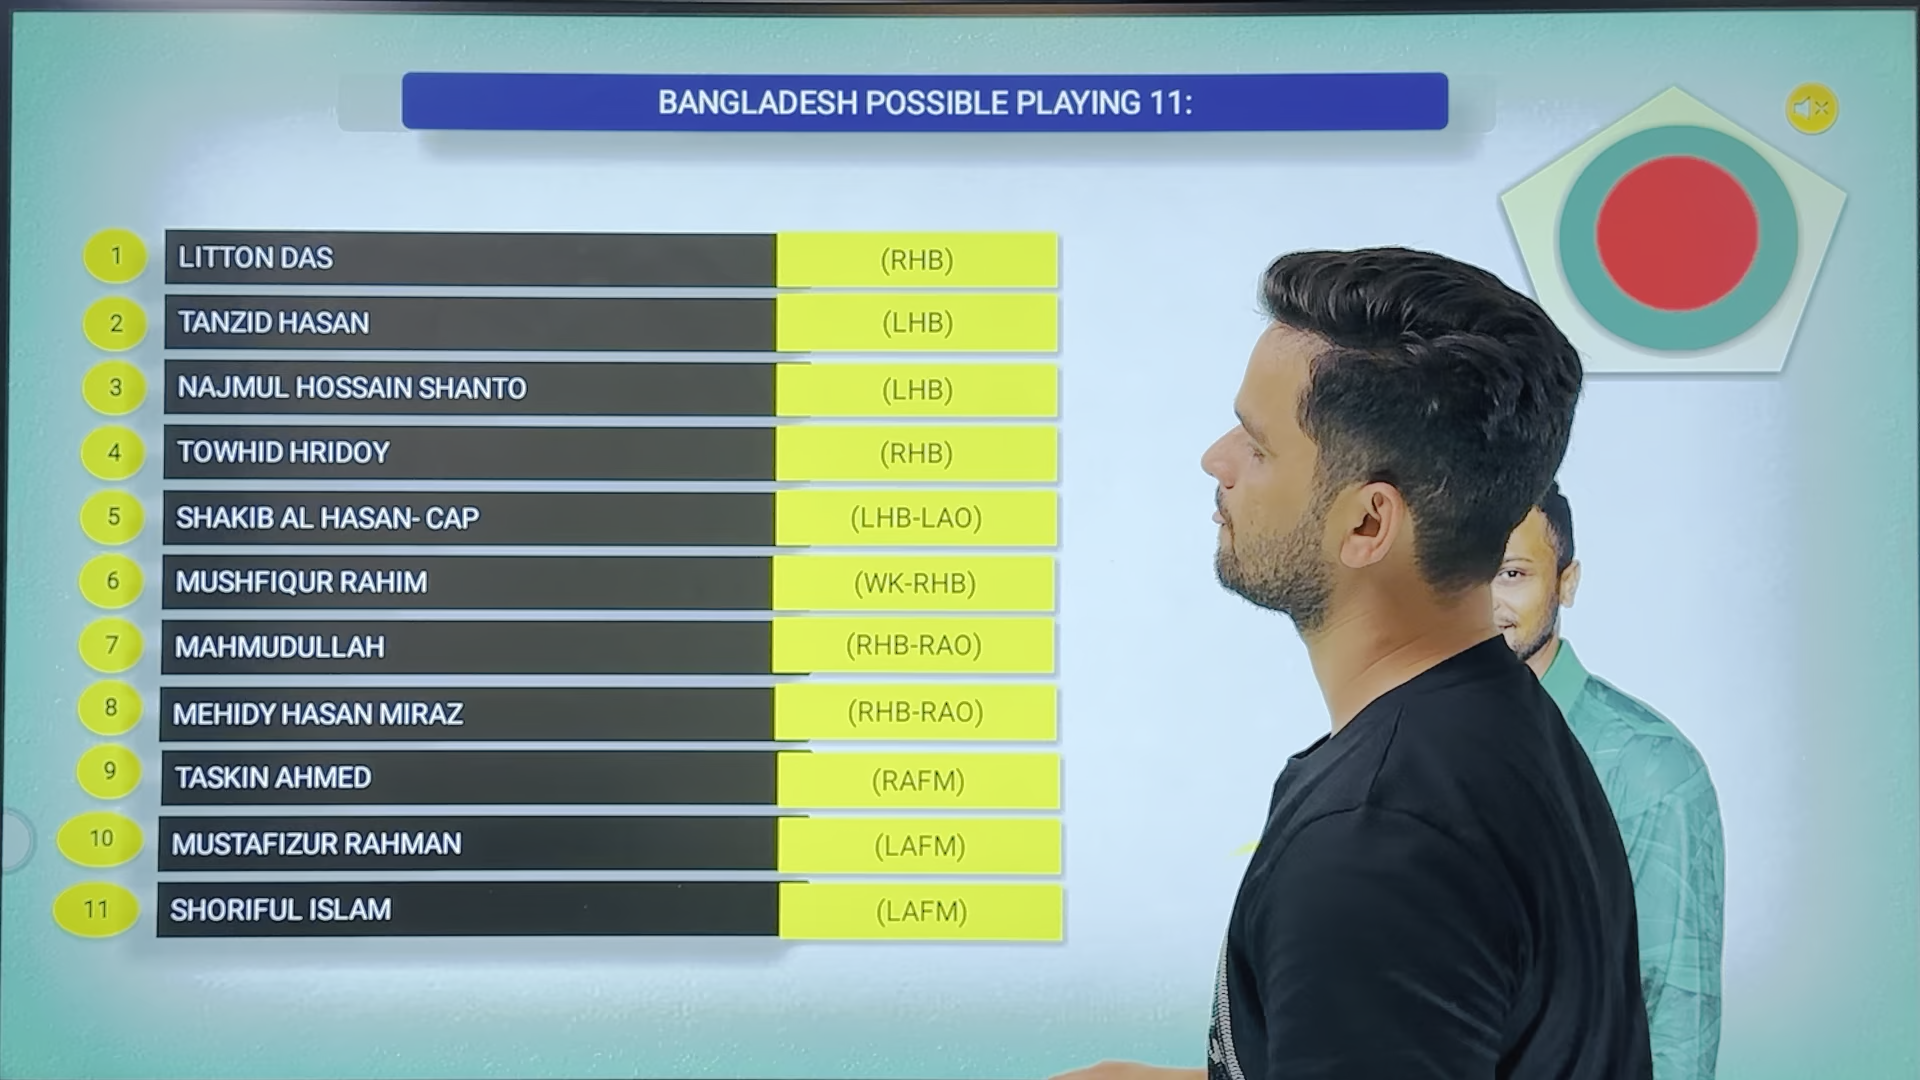 BANGLADESH POSSIBLE PLAYING 11:
1 LITTON DAS (RHB)
2 TANZID HASAN (LHB)
3 NAJMUL HOSSAIN SHANTO (LHB)
4 TOWHID HRIDOY (RHB)
5 SHAKIB AL HASAN- CAP (LHB-LAO)
6 MUSHFIQUR RAHIM (WK-RHB)
7 MAHMUDULLAH (RHB-RAO)
8 MEHIDY HASAN MIRAZ (RHB-RAO)
9 TASKIN AHMED (RAFM)
10 MUSTAFIZUR RAHMAN (LAFM)
11 SHORIFUL ISLAM (LAFM)